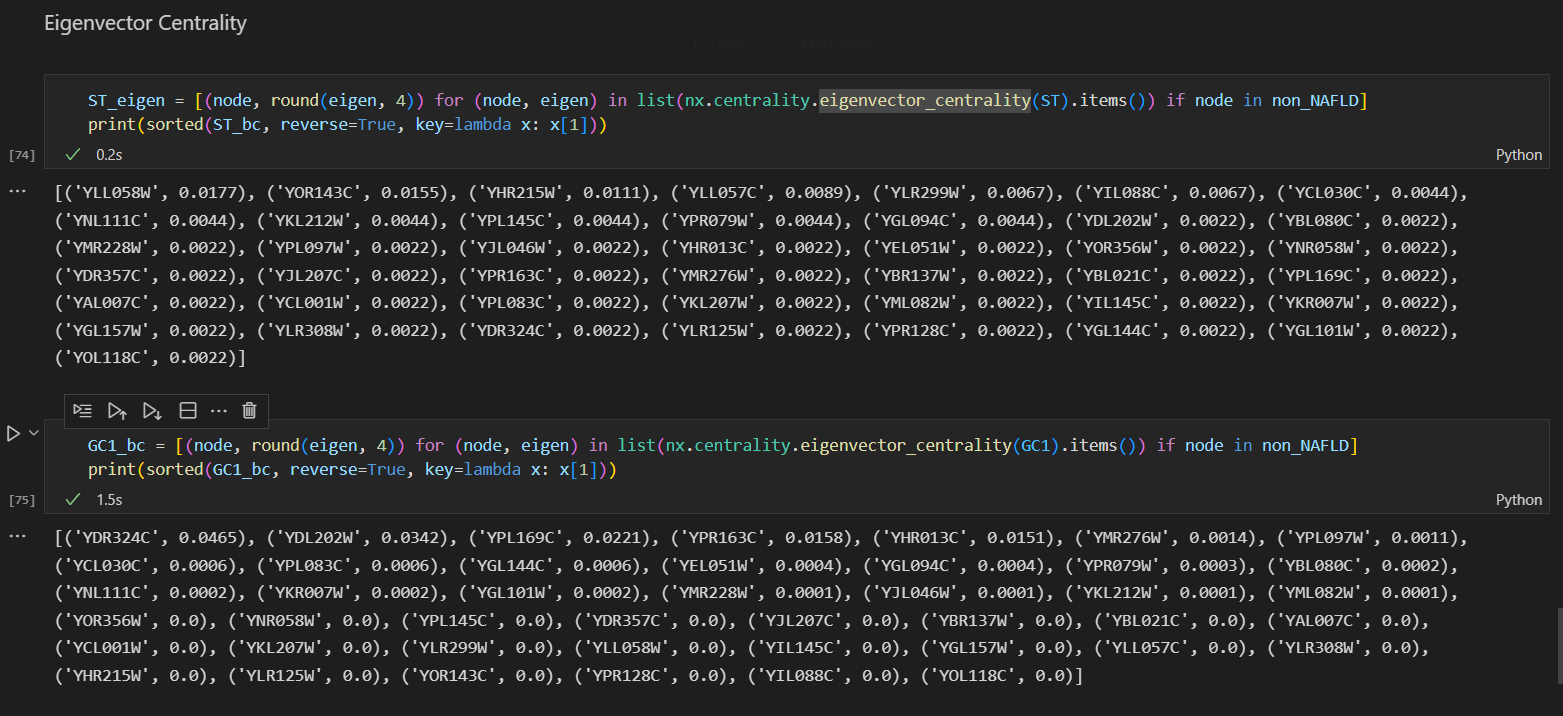 Eigenvector Centrality
+ Code + Markdown
ST_eigen = [(node, round(eigen, 4)) for (node, eigen) in list(nx.centrality.eigenvector_centrality(ST).items()) if node in non_NAFLD]
print(sorted(ST_bc, reverse=True, key=lambda x: x[1]))
[74] ✓ 0.2s Python
... [('YLL058W', 0.0177), ('YOR143C', 0.0155), ('YHR215W', 0.0111), ('YLL057C', 0.0089), ('YLR299W', 0.0067), ('YIL088C', 0.0067), ('YCL030C', 0.0044),
('YNL111C', 0.0044), ('YKL212W', 0.0044), ('YPL145C', 0.0044), ('YPR079W', 0.0044), ('YGL094C', 0.0044), ('YDL202W', 0.0022), ('YBL080C', 0.0022),
('YMR228W', 0.0022), ('YPL097W', 0.0022), ('YJL046W', 0.0022), ('YHR013C', 0.0022), ('YEL051W', 0.0022), ('YOR356W', 0.0022), ('YNR058W', 0.0022),
('YDR357C', 0.0022), ('YJL207C', 0.0022), ('YPR163C', 0.0022), ('YMR276W', 0.0022), ('YBR137W', 0.0022), ('YBL021C', 0.0022), ('YPL169C', 0.0022),
('YAL007C', 0.0022), ('YCL001W', 0.0022), ('YPL083C', 0.0022), ('YKL207W', 0.0022), ('YML082W', 0.0022), ('YIL145C', 0.0022), ('YKR007W', 0.0022),
('YGL157W', 0.0022), ('YLR308W', 0.0022), ('YDR324C', 0.0022), ('YLR125W', 0.0022), ('YPR128C', 0.0022), ('YGL144C', 0.0022), ('YGL101W', 0.0022),
('YOL118C', 0.0022)]
GC1_bc = [(node, round(eigen, 4)) for (node, eigen) in list(nx.centrality.eigenvector_centrality(GC1).items()) if node in non_NAFLD]
print(sorted(GC1_bc, reverse=True, key=lambda x: x[1]))
[75] ✓ 1.5s Python
... [('YDR324C', 0.0465), ('YDL202W', 0.0342), ('YPL169C', 0.0221), ('YPR163C', 0.0158), ('YHR013C', 0.0151), ('YMR276W', 0.0014), ('YPL097W', 0.0011),
('YCL030C', 0.0006), ('YPL083C', 0.0006), ('YGL144C', 0.0006), ('YEL051W', 0.0004), ('YGL094C', 0.0004), ('YPR079W', 0.0003), ('YBL080C', 0.0002),
('YNL111C', 0.0002), ('YKR007W', 0.0002), ('YGL101W', 0.0002), ('YMR228W', 0.0001), ('YJL046W', 0.0001), ('YKL212W', 0.0001), ('YML082W', 0.0001),
('YOR356W', 0.0), ('YNR058W', 0.0), ('YPL145C', 0.0), ('YDR357C', 0.0), ('YJL207C', 0.0), ('YBR137W', 0.0), ('YBL021C', 0.0), ('YAL007C', 0.0),
('YCL001W', 0.0), ('YKL207W', 0.0), ('YLR299W', 0.0), ('YLL058W', 0.0), ('YIL145C', 0.0), ('YGL157W', 0.0), ('YLL057C', 0.0), ('YLR308W', 0.0),
('YHR215W', 0.0), ('YLR125W', 0.0), ('YOR143C', 0.0), ('YPR128C', 0.0), ('YIL088C', 0.0), ('YOL118C', 0.0)]